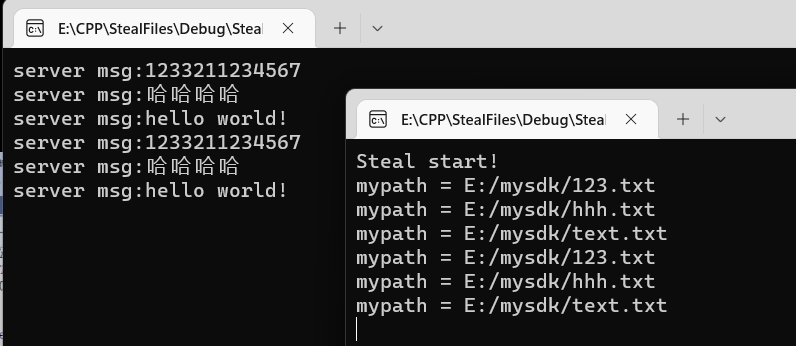 E:\CPP\StealFiles\Debug\Steal
server msg:1233211234567
server msg:哈哈哈哈
server msg:hello world!
server msg:1233211234567
server msg:哈哈哈哈
server msg:hello world!
E:\CPP\StealFiles\Debug\Steal
Steal start!
mypath = E:/mysdk/123.txt
mypath = E:/mysdk/hhh.txt
mypath = E:/mysdk/text.txt
mypath = E:/mysdk/123.txt
mypath = E:/mysdk/hhh.txt
mypath = E:/mysdk/text.txt